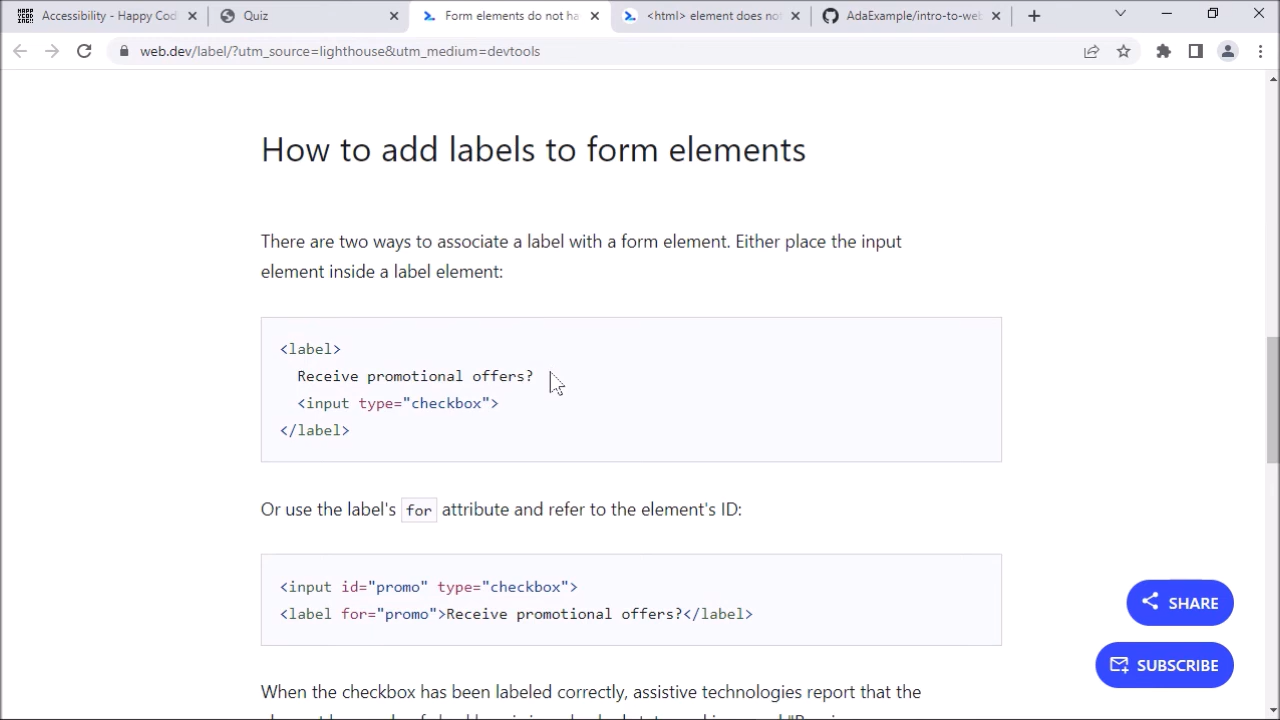 Accessibility - Happy Codi
Quiz
Form elements do not ha
<html> element does not
AdaExample/intro-to-web
web.dev/label/?utm_source=lighthouse&utm_medium=devtools
How to add labels to form elements
There are two ways to associate a label with a form element. Either place the input
element inside a label element:
<label>
Receive promotional offers?
<input type="checkbox">
</label>
Or use the label's for attribute and refer to the element's ID:
<input id="promo" type="checkbox">
<label for="promo">Receive promotional offers?</label>
SHARE
SUBSCRIBE
When the checkbox has been labeled correctly, assistive technologies report that the